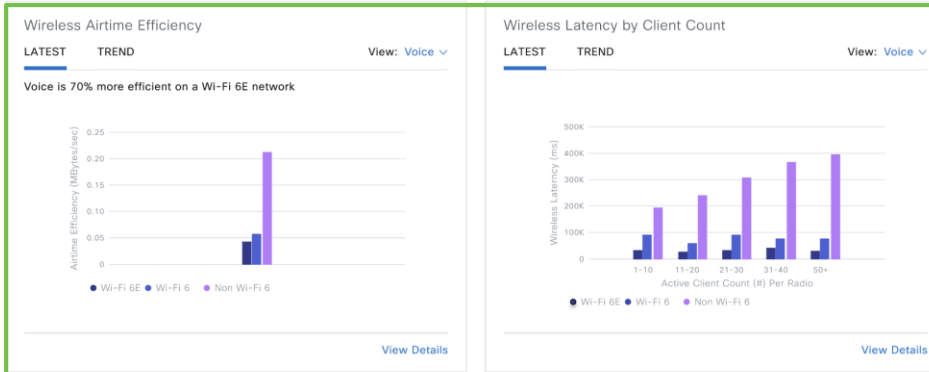 Wireless Airtime Efficiency
LATEST TREND View: Voice
Voice is 70% more efficient on a Wi-Fi 6E network
Airtime Efficiency (MBytes/sec)
0.25
0.20
0.15
0.10
0.05
0
Wi-Fi 6E Wi-Fi 6 Non Wi-Fi 6
View Details
Wireless Latency by Client Count
LATEST TREND View: Voice
Wireless Laterncy (ms)
500K
400K
300K
200K
100K
0
1-10 11-20 21-30 31-40 50+
Active Client Count (#) Per Radio
Wi-Fi 6E Wi-Fi 6 Non Wi-Fi 6
View Details